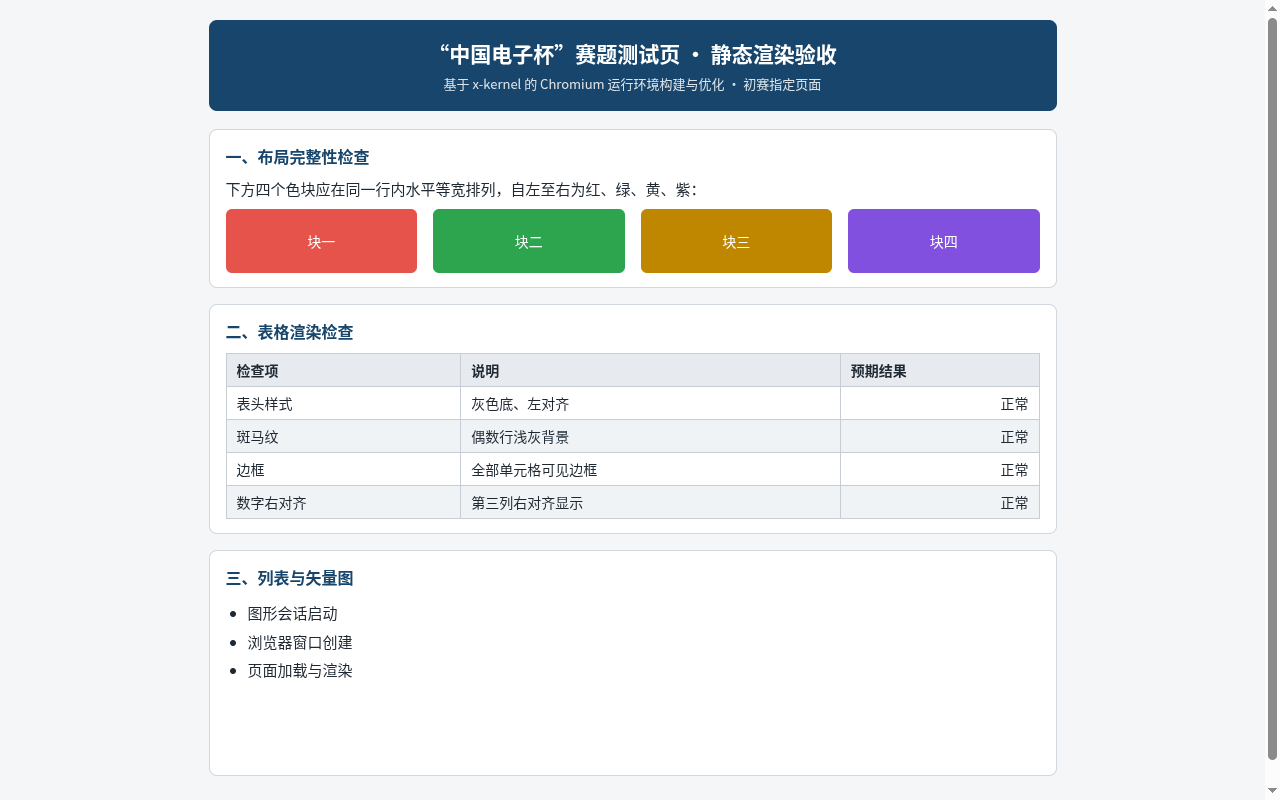 “中国电子杯”赛题测试页 · 静态渲染验收
基于 x-kernel 的 Chromium 运行环境构建与优化 · 初赛指定页面
一、布局完整性检查
下方四个色块应在同一行内水平等宽排列，自左至右为红、绿、黄、紫：
块一 块二 块三 块四
二、表格渲染检查
检查项 说明 预期结果
表头样式 灰色底、左对齐 正常
斑马纹 偶数行浅灰背景 正常
边框 全部单元格可见边框 正常
数字右对齐 第三列右对齐显示 正常
三、列表与矢量图
• 图形会话启动
• 浏览器窗口创建
• 页面加载与渲染